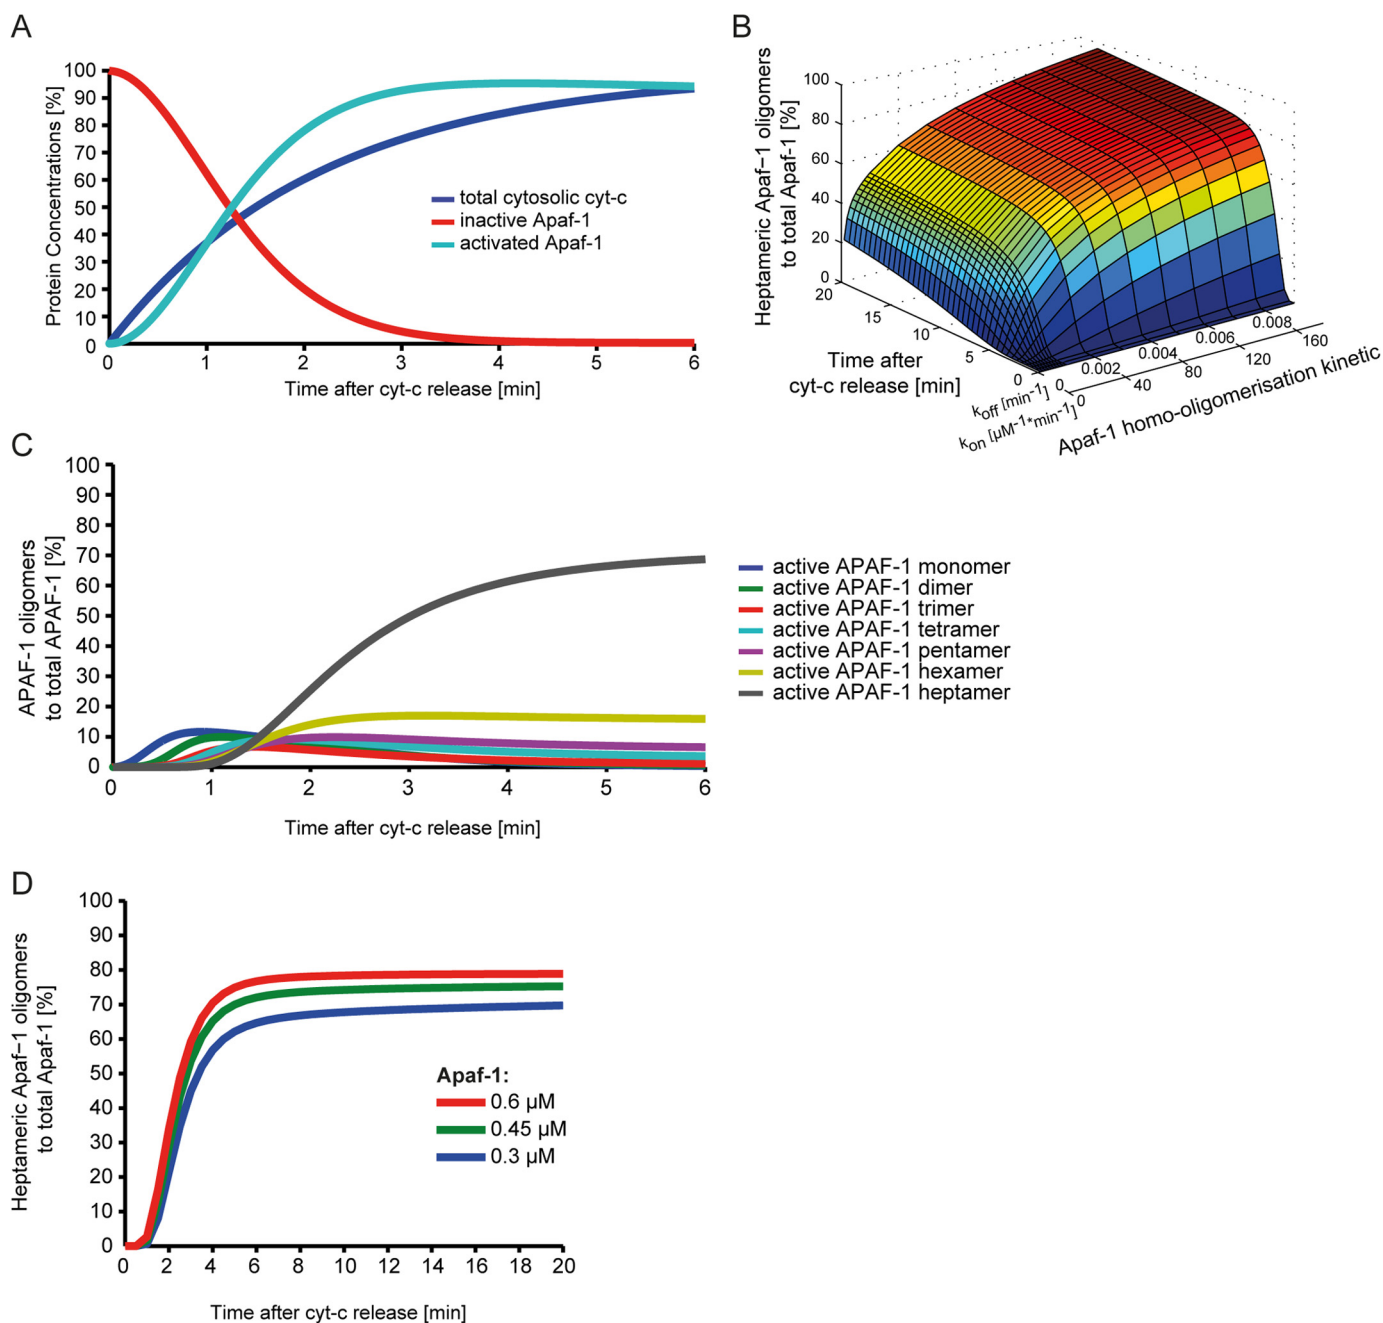 A
Protein Concentrations [%]
100
90
80
70
60
50
40
30
20
10
0
0 1 2 3 4 5 6
Time after cyt-c release [min]
total cytosolic cyt-c
inactive Apaf-1
activated Apaf-1
B
Heptameric Apaf-1 oligomers
to total Apaf-1 [%]
100
80
60
40
20
0
20
15
10
5
0
Time after
cyt-c release [min]
0 0.002 0.004 0.006 0.008
0 40 80 120 160
koff [min-1]
kon [µM-1*min-1]
Apaf-1 homo-oligomerisation kinetic
C
APAF-1 oligomers
to total APAF-1 [%]
100
90
80
70
60
50
40
30
20
10
0
0 1 2 3 4 5 6
Time after cyt-c release [min]
active APAF-1 monomer
active APAF-1 dimer
active APAF-1 trimer
active APAF-1 tetramer
active APAF-1 pentamer
active APAF-1 hexamer
active APAF-1 heptamer
D
Heptameric Apaf-1 oligomers
to total Apaf-1 [%]
100
90
80
70
60
50
40
30
20
10
0
0 2 4 6 8 10 12 14 16 18 20
Time after cyt-c release [min]
Apaf-1:
0.6 µM
0.45 µM
0.3 µM